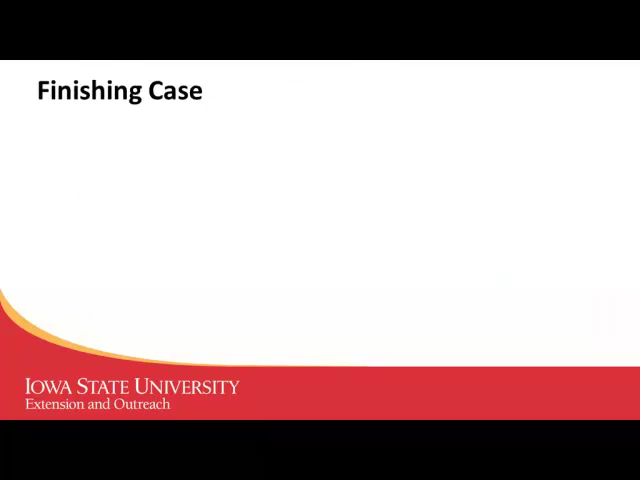 Finishing Case
IOWA STATE UNIVERSITY
Extension and Outreach